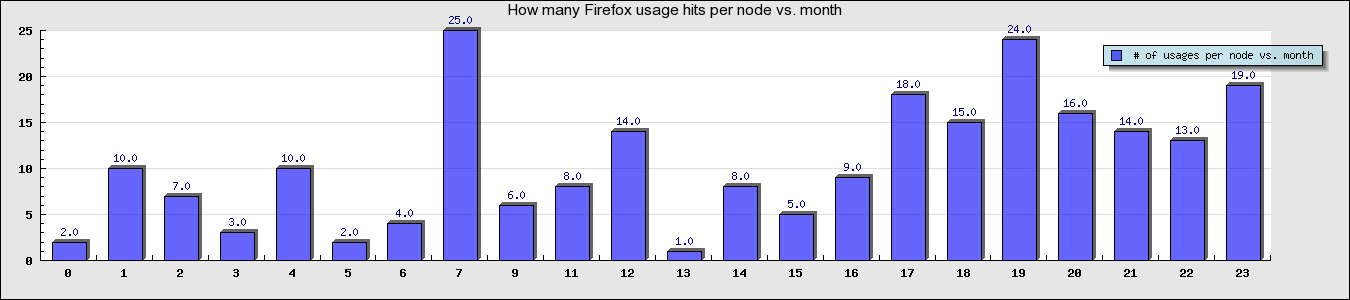 How many Firefox usage hits per node vs. month
# of usages per node vs. month
25
20
15
10
5
0
2.0 10.0 7.0 3.0 10.0 2.0 4.0 25.0 6.0 8.0 14.0 1.0 8.0 5.0 9.0 18.0 15.0 24.0 16.0 14.0 13.0 19.0
0 1 2 3 4 5 6 7 9 11 12 13 14 15 16 17 18 19 20 21 22 23